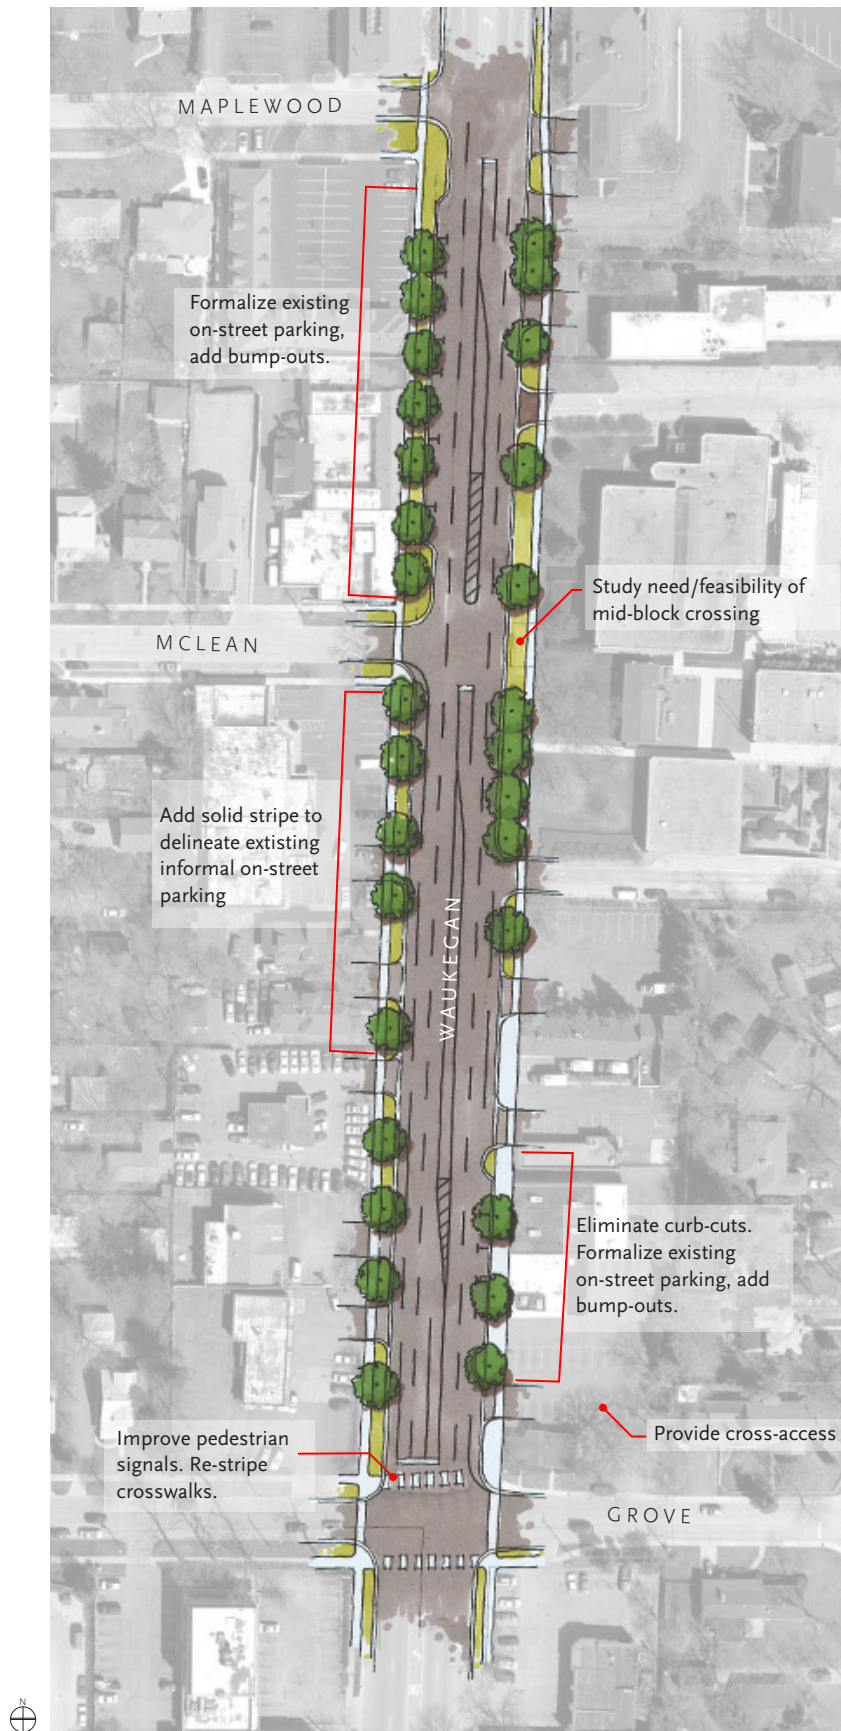 MAPLEWOOD
Formalize existing
on-street parking,
add bump-outs.
Study need/feasibility of
mid-block crossing
MCLEAN
Add solid stripe to
delineate extisting
informal on-street
parking
WAUKEGAN
Eliminate curb-cuts.
Formalize existing
on-street parking, add
bump-outs.
Provide cross-access
Improve pedestrian
signals. Re-stripe
crosswalks.
GROVE
N